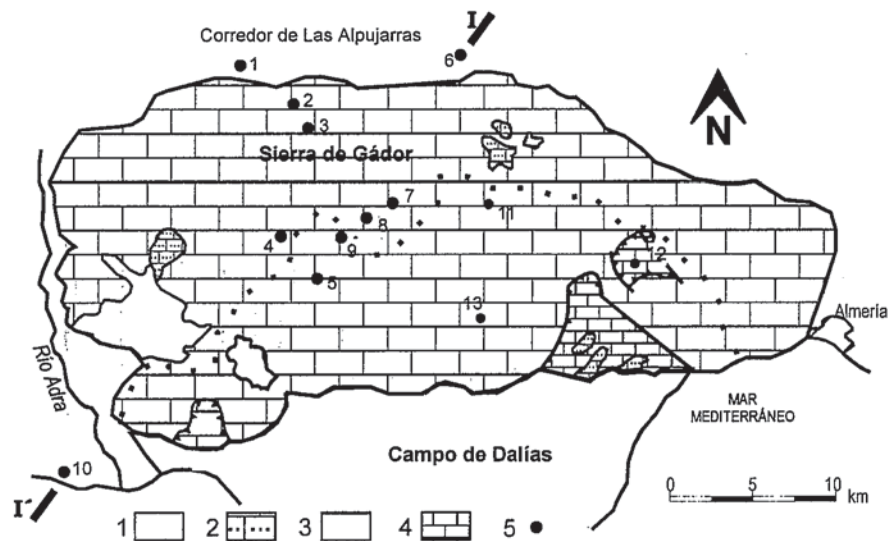 I
Corredor de Las Alpujarras
1
6
2
3
N
Sierra de Gádor
7
11
8
4
9
12
5
13
Almería
Río Adra
MAR
MEDITERRÁNEO
Campo de Dalías
10
I´
0 5 10
km
1 2 3 4 5